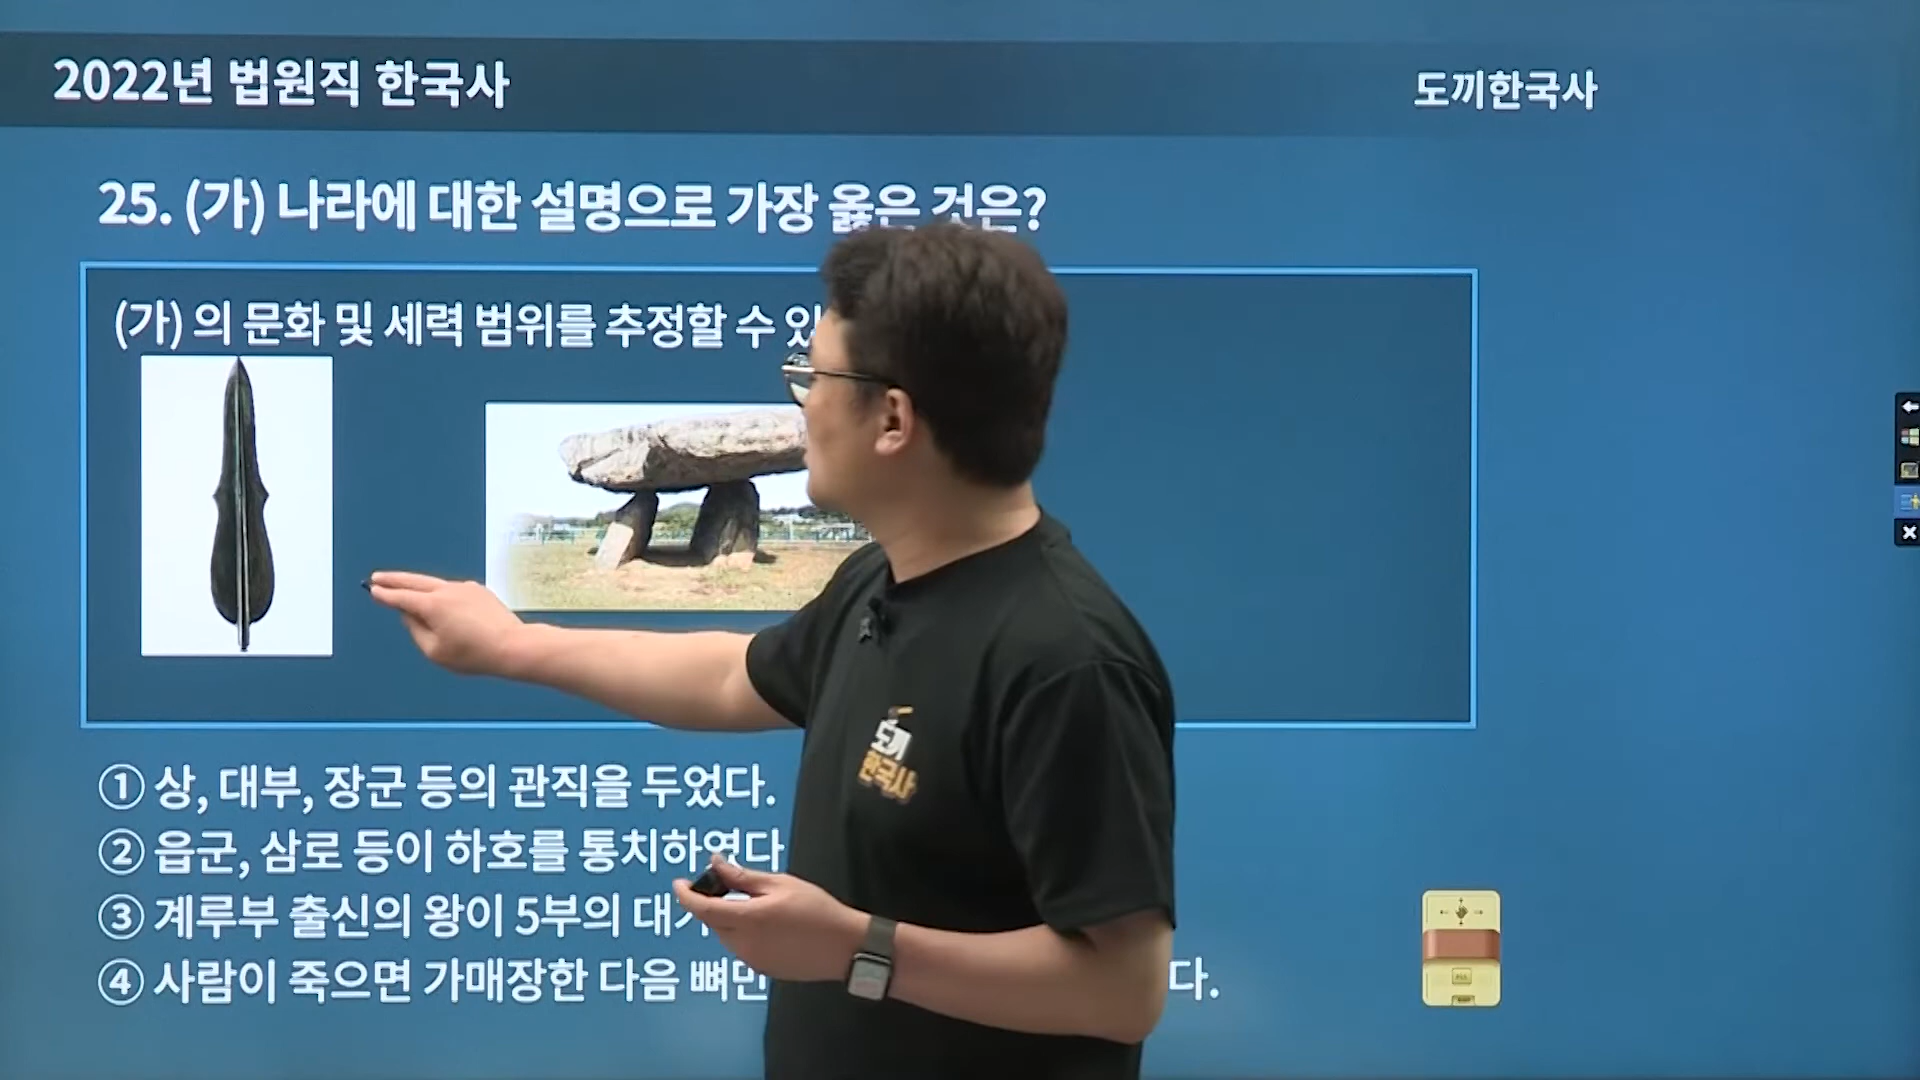 2022년 법원직 한국사
도끼한국사
25. (가) 나라에 대한 설명으로 가장 옳은 것은?
(가) 의 문화 및 세력 범위를 추정할 수
① 상, 대부, 장군 등의 관직을 두었다.
② 읍군, 삼로 등이 하호를 통치하였다
③ 계루부 출신의 왕이 5부의
④ 사람이 죽으면 가매장한 다음 뼈만 다.
도끼
한국사